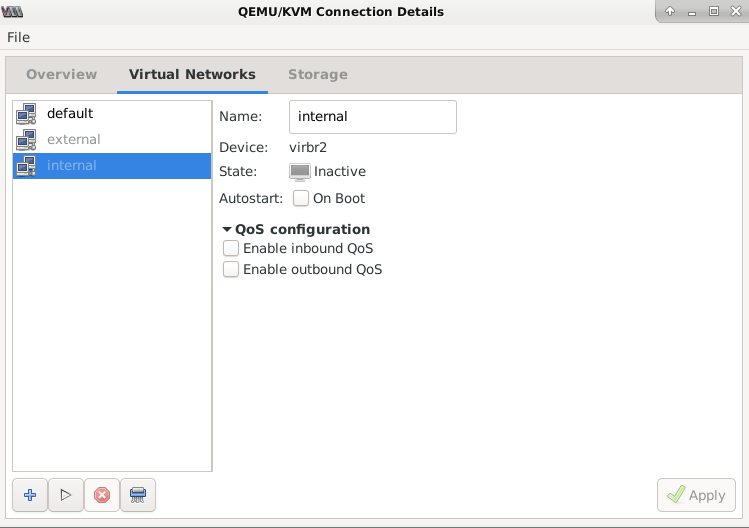 QEMU/KVM Connection Details
File
Overview Virtual Networks Storage
default
external
internal
Name: internal
Device: virbr2
State: Inactive
Autostart: On Boot
QoS configuration
Enable inbound QoS
Enable outbound QoS
Apply